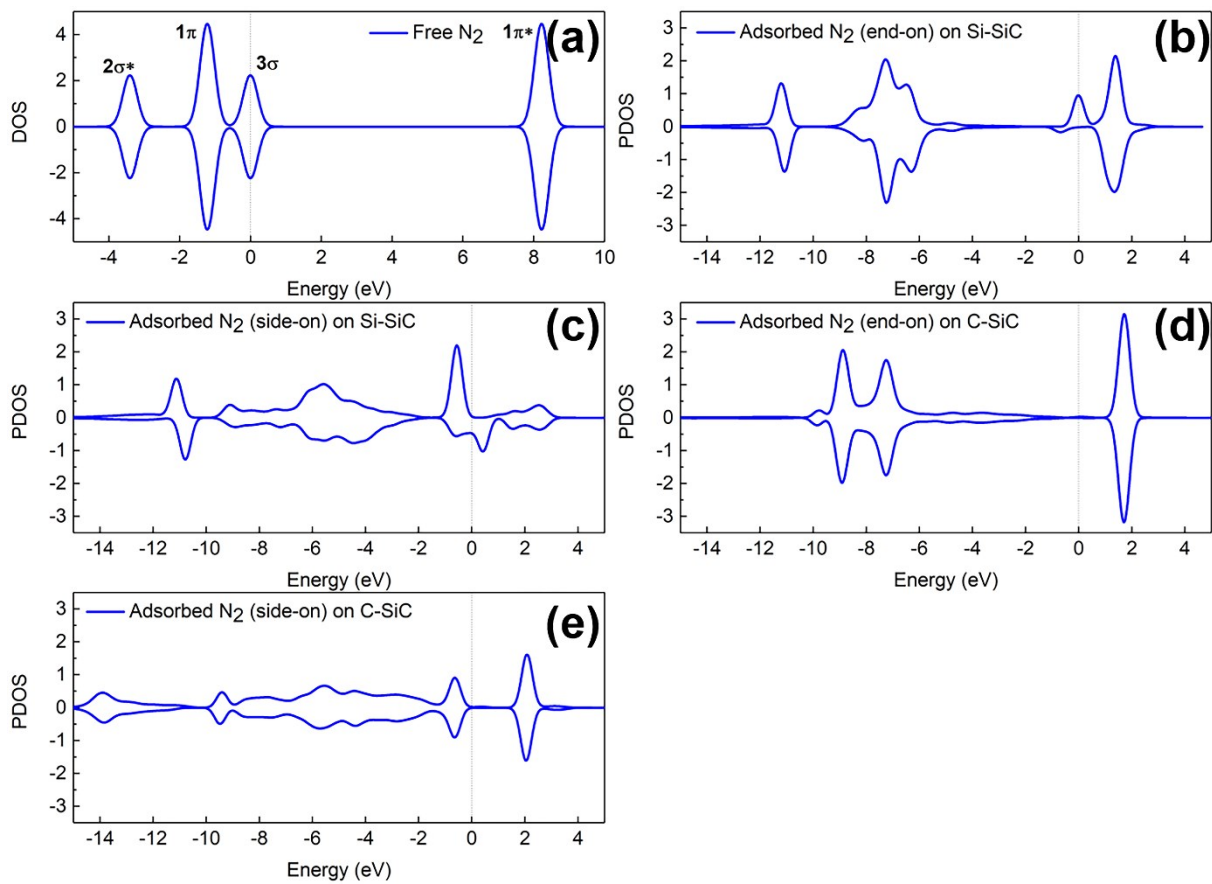 Free N2
(a)
2σ*
1π
3σ
1π*
DOS
4
2
0
-2
-4
-4 -2 0 2 4 6 8 10
Energy (eV)
Adsorbed N2 (end-on) on Si-SiC
(b)
PDOS
3
2
1
0
-1
-2
-3
-14 -12 -10 -8 -6 -4 -2 0 2 4
Energy (eV)
Adsorbed N2 (side-on) on Si-SiC
(c)
PDOS
3
2
1
0
-1
-2
-3
-14 -12 -10 -8 -6 -4 -2 0 2 4
Energy (eV)
Adsorbed N2 (end-on) on C-SiC
(d)
PDOS
3
2
1
0
-1
-2
-3
-14 -12 -10 -8 -6 -4 -2 0 2 4
Energy (eV)
Adsorbed N2 (side-on) on C-SiC
(e)
PDOS
3
2
1
0
-1
-2
-3
-14 -12 -10 -8 -6 -4 -2 0 2 4
Energy (eV)